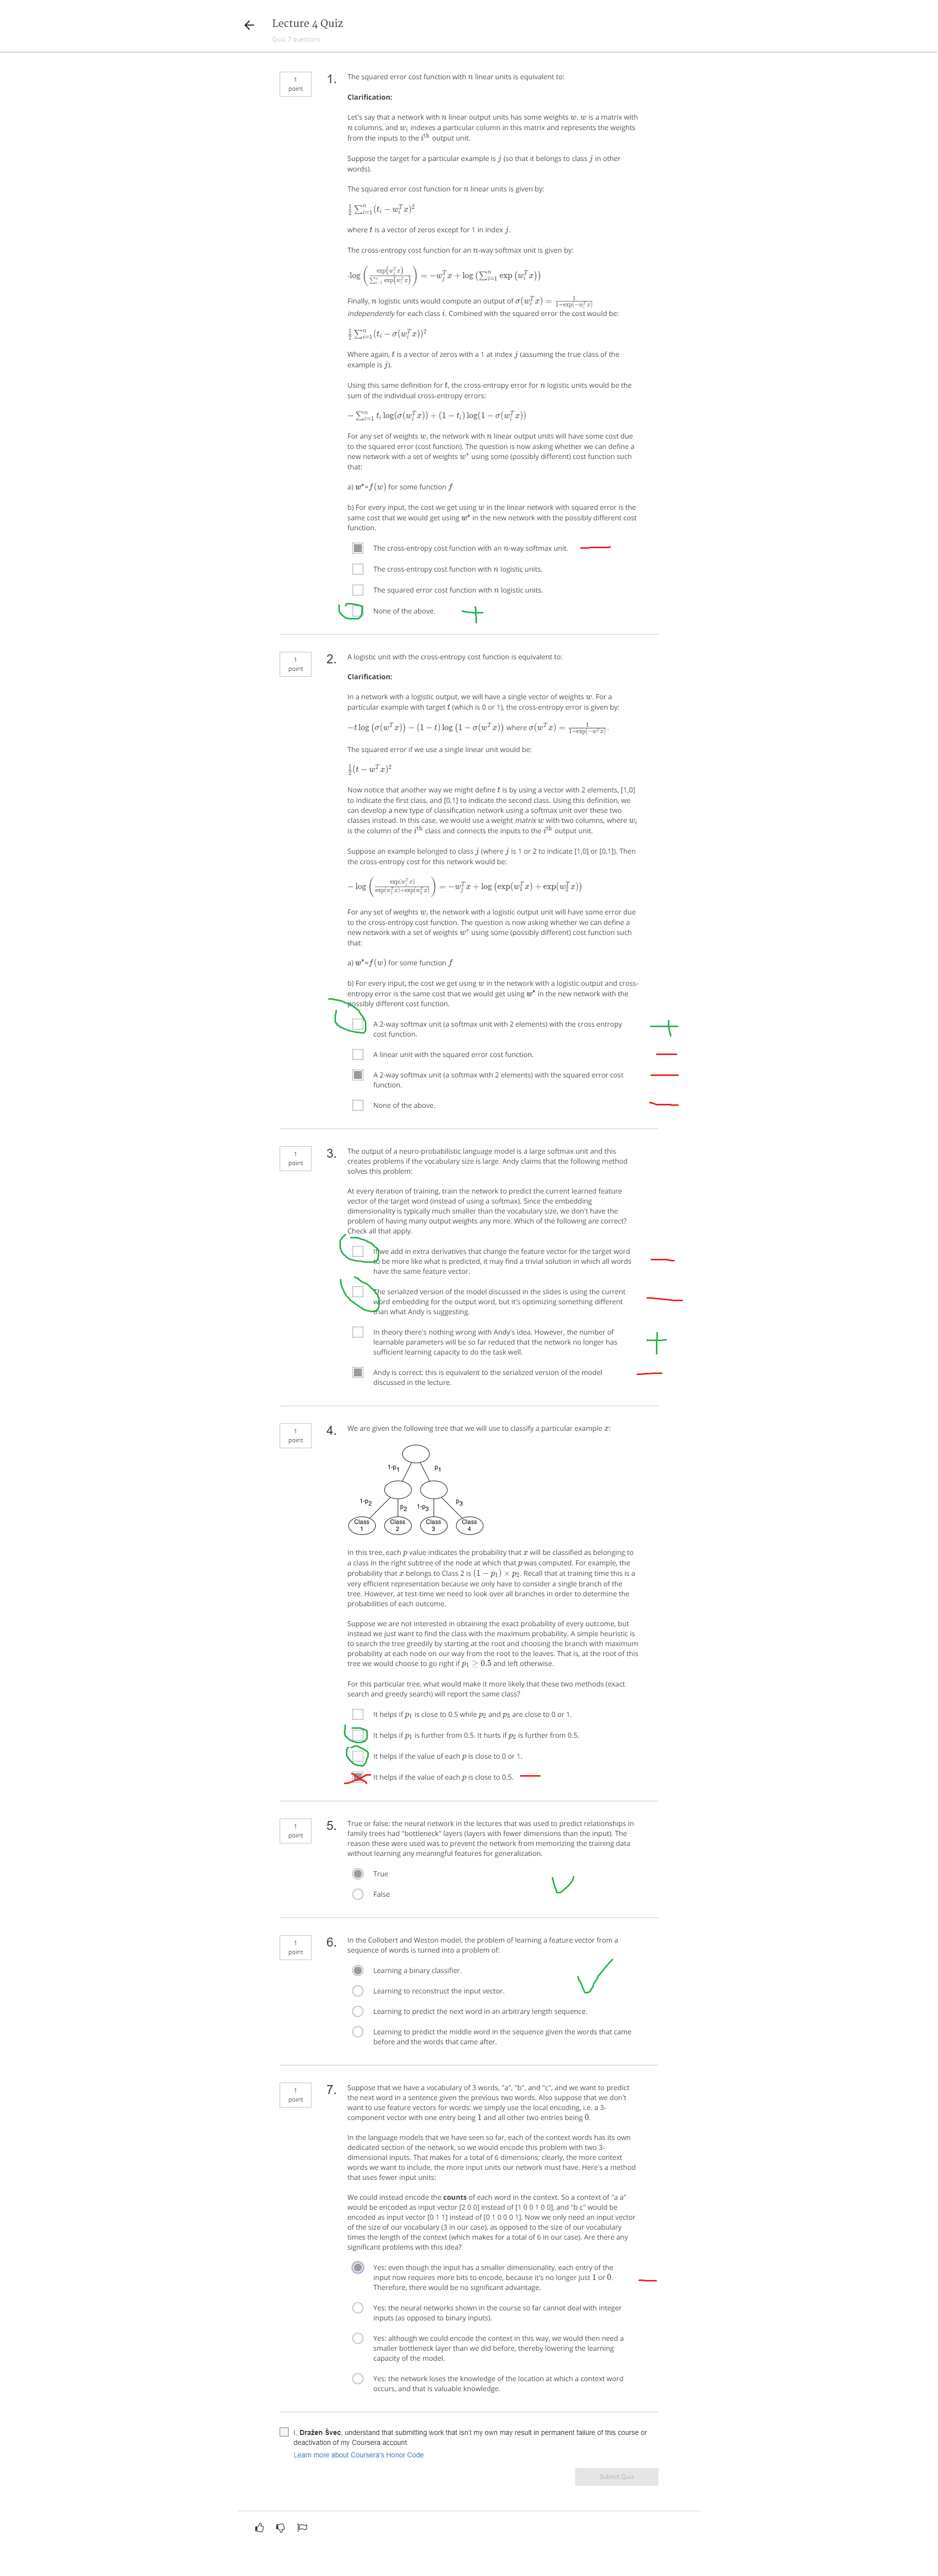 Lecture 4 Quiz
Quiz, 7 questions
1
point
1.
The squared error cost function with n linear units is equivalent to:
Clarification:
Let's say that a network with n linear output units has some weights w. w is a matrix with
n columns, and w_i indexes a particular column in this matrix and represents the weights
from the inputs to the i^th output unit.
Suppose the target for a particular example is j (so that it belongs to class j in other
words).
The squared error cost function for n linear units is given by:
½ ∑_{i=1}^n (t_i − w_i^T x)²
where t is a vector of zeros except for 1 in index j.
The cross-entropy cost function for an n-way softmax unit is given by:
-log ( exp(w_j^T x) / ∑_{i=1}^n exp(w_i^T x) ) = −w_j^T x + log (∑_{i=1}^n exp (w_i^T x))
Finally, n logistic units would compute an output of σ(w_i^T x) = 1 / (1+exp(−w_i^T x))
independently for each class i. Combined with the squared error the cost would be:
½ ∑_{i=1}^n (t_i − σ(w_i^T x))²
Where again, t is a vector of zeros with a 1 at index j (assuming the true class of the
example is j).
Using this same definition for t, the cross-entropy error for n logistic units would be the
sum of the individual cross-entropy errors:
− ∑_{i=1}^n t_i log(σ(w_i^T x)) + (1 − t_i) log(1 − σ(w_i^T x))
For any set of weights w, the network with n linear output units will have some cost due
to the squared error (cost function). The question is now asking whether we can define a
new network with a set of weights w* using some (possibly different) cost function such
that:
a) w*=f(w) for some function f
b) For every input, the cost we get using w in the linear network with squared error is the
same cost that we would get using w* in the new network with the possibly different cost
function.
The cross-entropy cost function with an n-way softmax unit.
The cross-entropy cost function with n logistic units.
The squared error cost function with n logistic units.
None of the above.
1
point
2.
A logistic unit with the cross-entropy cost function is equivalent to:
Clarification:
In a network with a logistic output, we will have a single vector of weights w. For a
particular example with target t (which is 0 or 1), the cross-entropy error is given by:
−t log (σ(w^T x)) − (1 − t) log (1 − σ(w^T x)) where σ(w^T x) = 1 / (1+exp(−w^T x)).
The squared error if we use a single linear unit would be:
½(t − w^T x)²
Now notice that another way we might define t is by using a vector with 2 elements, [1,0]
to indicate the first class, and [0,1] to indicate the second class. Using this definition, we
can develop a new type of classification network using a softmax unit over these two
classes instead. In this case, we would use a weight matrix w with two columns, where w_i
is the column of the i^th class and connects the inputs to the i^th output unit.
Suppose an example belonged to class j (where j is 1 or 2 to indicate [1,0] or [0,1]). Then
the cross-entropy cost for this network would be:
− log ( exp(w_j^T x) / (exp(w_1^T x)+exp(w_2^T x)) ) = −w_j^T x + log (exp(w_1^T x) + exp(w_2^T x))
For any set of weights w, the network with a logistic output unit will have some error due
to the cross-entropy cost function. The question is now asking whether we can define a
new network with a set of weights w* using some (possibly different) cost function such
that:
a) w*=f(w) for some function f
b) For every input, the cost we get using w in the network with a logistic output and cross-
entropy error is the same cost that we would get using w* in the new network with the
possibly different cost function.
A 2-way softmax unit (a softmax unit with 2 elements) with the cross entropy
cost function.
A linear unit with the squared error cost function.
A 2-way softmax unit (a softmax with 2 elements) with the squared error cost
function.
None of the above.
1
point
3.
The output of a neuro-probabilistic language model is a large softmax unit and this
creates problems if the vocabulary size is large. Andy claims that the following method
solves this problem:
At every iteration of training, train the network to predict the current learned feature
vector of the target word (instead of using a softmax). Since the embedding
dimensionality is typically much smaller than the vocabulary size, we don't have the
problem of having many output weights any more. Which of the following are correct?
Check all that apply.
If we add in extra derivatives that change the feature vector for the target word
to be more like what is predicted, it may find a trivial solution in which all words
have the same feature vector.
The serialized version of the model discussed in the slides is using the current
word embedding for the output word, but it's optimizing something different
than what Andy is suggesting.
In theory there's nothing wrong with Andy's idea. However, the number of
learnable parameters will be so far reduced that the network no longer has
sufficient learning capacity to do the task well.
Andy is correct: this is equivalent to the serialized version of the model
discussed in the lecture.
1
point
4.
We are given the following tree that we will use to classify a particular example x:
1-p1 p1
1-p2 p2 1-p3 p3
Class 1 Class 2 Class 3 Class 4
In this tree, each p value indicates the probability that x will be classified as belonging to
a class in the right subtree of the node at which that p was computed. For example, the
probability that x belongs to Class 2 is (1 − p_1) × p_2. Recall that at training time this is a
very efficient representation because we only have to consider a single branch of the
tree. However, at test-time we need to look over all branches in order to determine the
probabilities of each outcome.
Suppose we are not interested in obtaining the exact probability of every outcome, but
instead we just want to find the class with the maximum probability. A simple heuristic is
to search the tree greedily by starting at the root and choosing the branch with maximum
probability at each node on our way from the root to the leaves. That is, at the root of this
tree we would choose to go right if p_1 ≥ 0.5 and left otherwise.
For this particular tree, what would make it more likely that these two methods (exact
search and greedy search) will report the same class?
It helps if p_1 is close to 0.5 while p_2 and p_3 are close to 0 or 1.
It helps if p_1 is further from 0.5. It hurts if p_2 is further from 0.5.
It helps if the value of each p is close to 0 or 1.
It helps if the value of each p is close to 0.5.
1
point
5.
True or false: the neural network in the lectures that was used to predict relationships in
family trees had "bottleneck" layers (layers with fewer dimensions than the input). The
reason these were used was to prevent the network from memorizing the training data
without learning any meaningful features for generalization.
True
False
1
point
6.
In the Collobert and Weston model, the problem of learning a feature vector from a
sequence of words is turned into a problem of:
Learning a binary classifier.
Learning to reconstruct the input vector.
Learning to predict the next word in an arbitrary length sequence.
Learning to predict the middle word in the sequence given the words that came
before and the words that came after.
1
point
7.
Suppose that we have a vocabulary of 3 words, "a", "b", and "c", and we want to predict
the next word in a sentence given the previous two words. Also suppose that we don't
want to use feature vectors for words: we simply use the local encoding, i.e. a 3-
component vector with one entry being 1 and all other two entries being 0.
In the language models that we have seen so far, each of the context words has its own
dedicated section of the network, so we would encode this problem with two 3-
dimensional inputs. That makes for a total of 6 dimensions; clearly, the more context
words we want to include, the more input units our network must have. Here's a method
that uses fewer input units:
We could instead encode the counts of each word in the context. So a context of "a a"
would be encoded as input vector [2 0 0] instead of [1 0 0 1 0 0], and "b c" would be
encoded as input vector [0 1 1] instead of [0 1 0 0 0 1]. Now we only need an input vector
of the size of our vocabulary (3 in our case), as opposed to the size of our vocabulary
times the length of the context (which makes for a total of 6 in our case). Are there any
significant problems with this idea?
Yes: even though the input has a smaller dimensionality, each entry of the
input now requires more bits to encode, because it's no longer just 1 or 0.
Therefore, there would be no significant advantage.
Yes: the neural networks shown in the course so far cannot deal with integer
inputs (as opposed to binary inputs).
Yes: although we could encode the context in this way, we would then need a
smaller bottleneck layer than we did before, thereby lowering the learning
capacity of the model.
Yes: the network loses the knowledge of the location at which a context word
occurs, and that is valuable knowledge.
I, Dražen Švec, understand that submitting work that isn't my own may result in permanent failure of this course or
deactivation of my Coursera account.
Learn more about Coursera's Honor Code
Submit Quiz